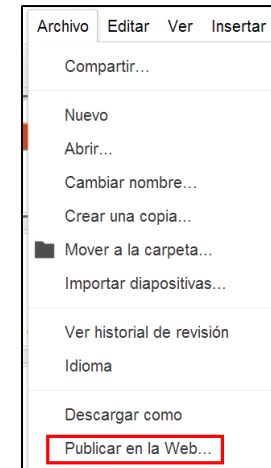 Archivo Editar Ver Insertar
Compartir...
Nuevo
Abrir...
Cambiar nombre...
Crear una copia...
Mover a la carpeta...
Importar diapositivas...
Ver historial de revisión
Idioma
Descargar como
Publicar en la Web...